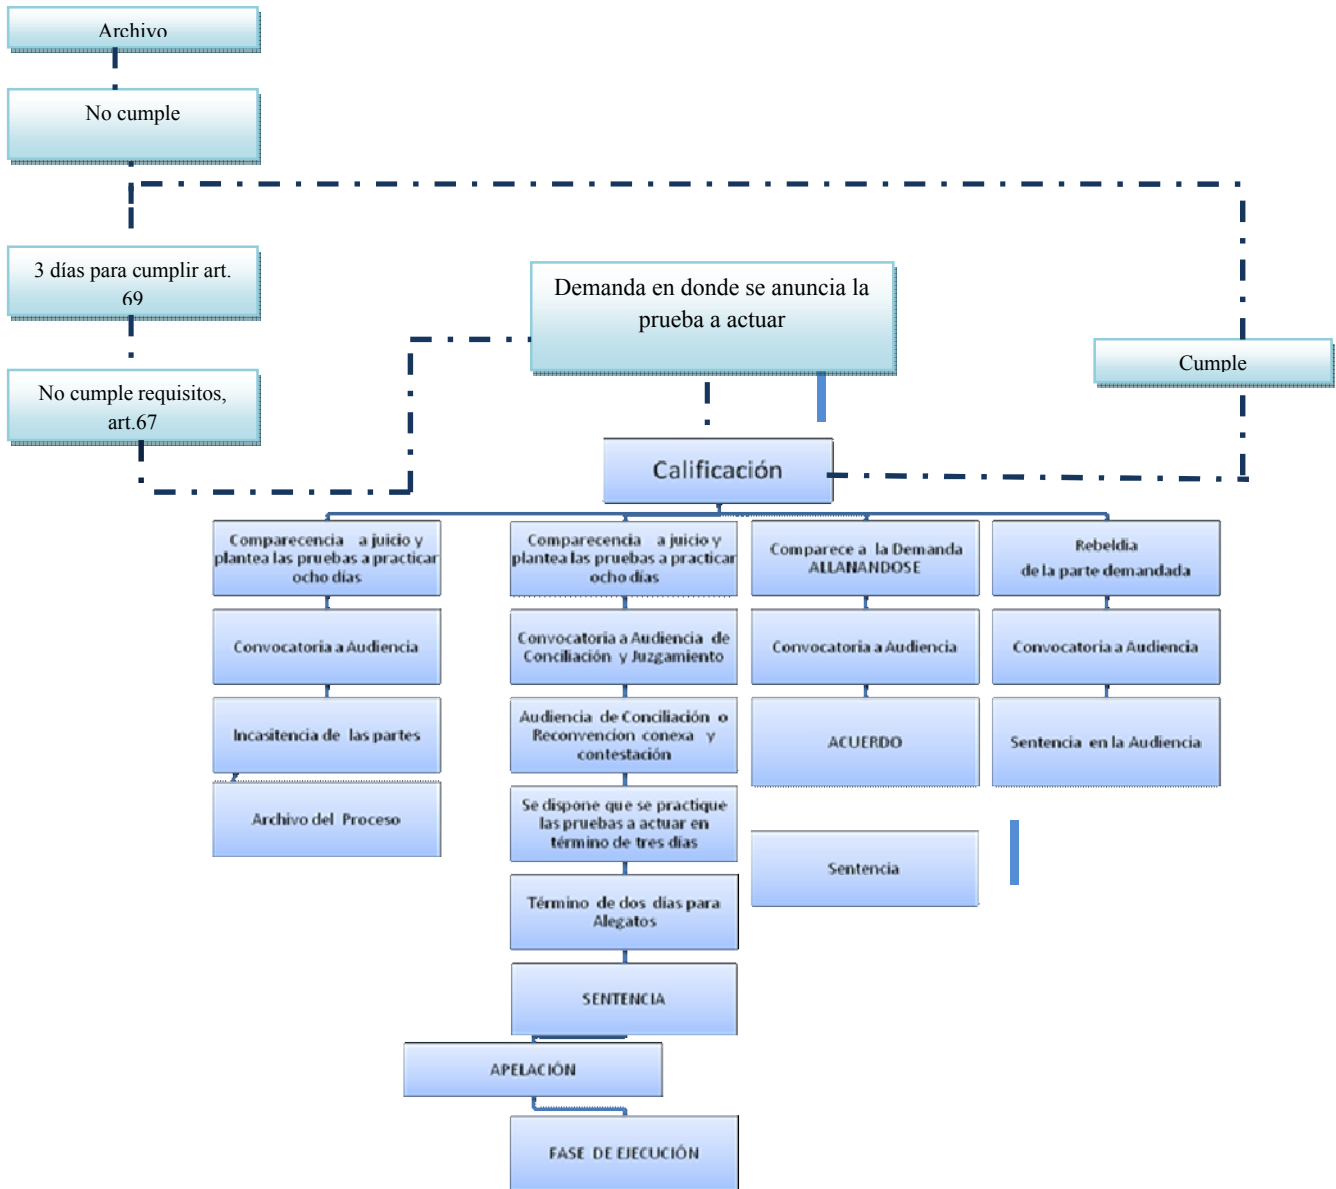 Archivo
No cumple
3 días para cumplir art.
69
No cumple requisitos,
art.67
Demanda en donde se anuncia la
prueba a actuar
Cumple
Calificación
Comparecencia a juicio y
plantea las pruebas a practicar
ocho días
Convocatoria a Audiencia
Incasitencia de las partes
Archivo del Proceso
Comparecencia a juicio y
plantea las pruebas a practicar
ocho días
Convocatoria a Audiencia de
Conciliación y Juzgamiento
Audiencia de Conciliación o
Reconvencion conexa y
contestación
Se dispone que se practique
las pruebas a actuar en
término de tres días
Término de dos días para
Alegatos
SENTENCIA
APELACIÓN
FASE DE EJECUCIÓN
Comparece a la Demanda
ALLANANDOSE
Convocatoria a Audiencia
ACUERDO
Sentencia
Rebeldia
de la parte demandada
Convocatoria a Audiencia
Sentencia en la Audiencia